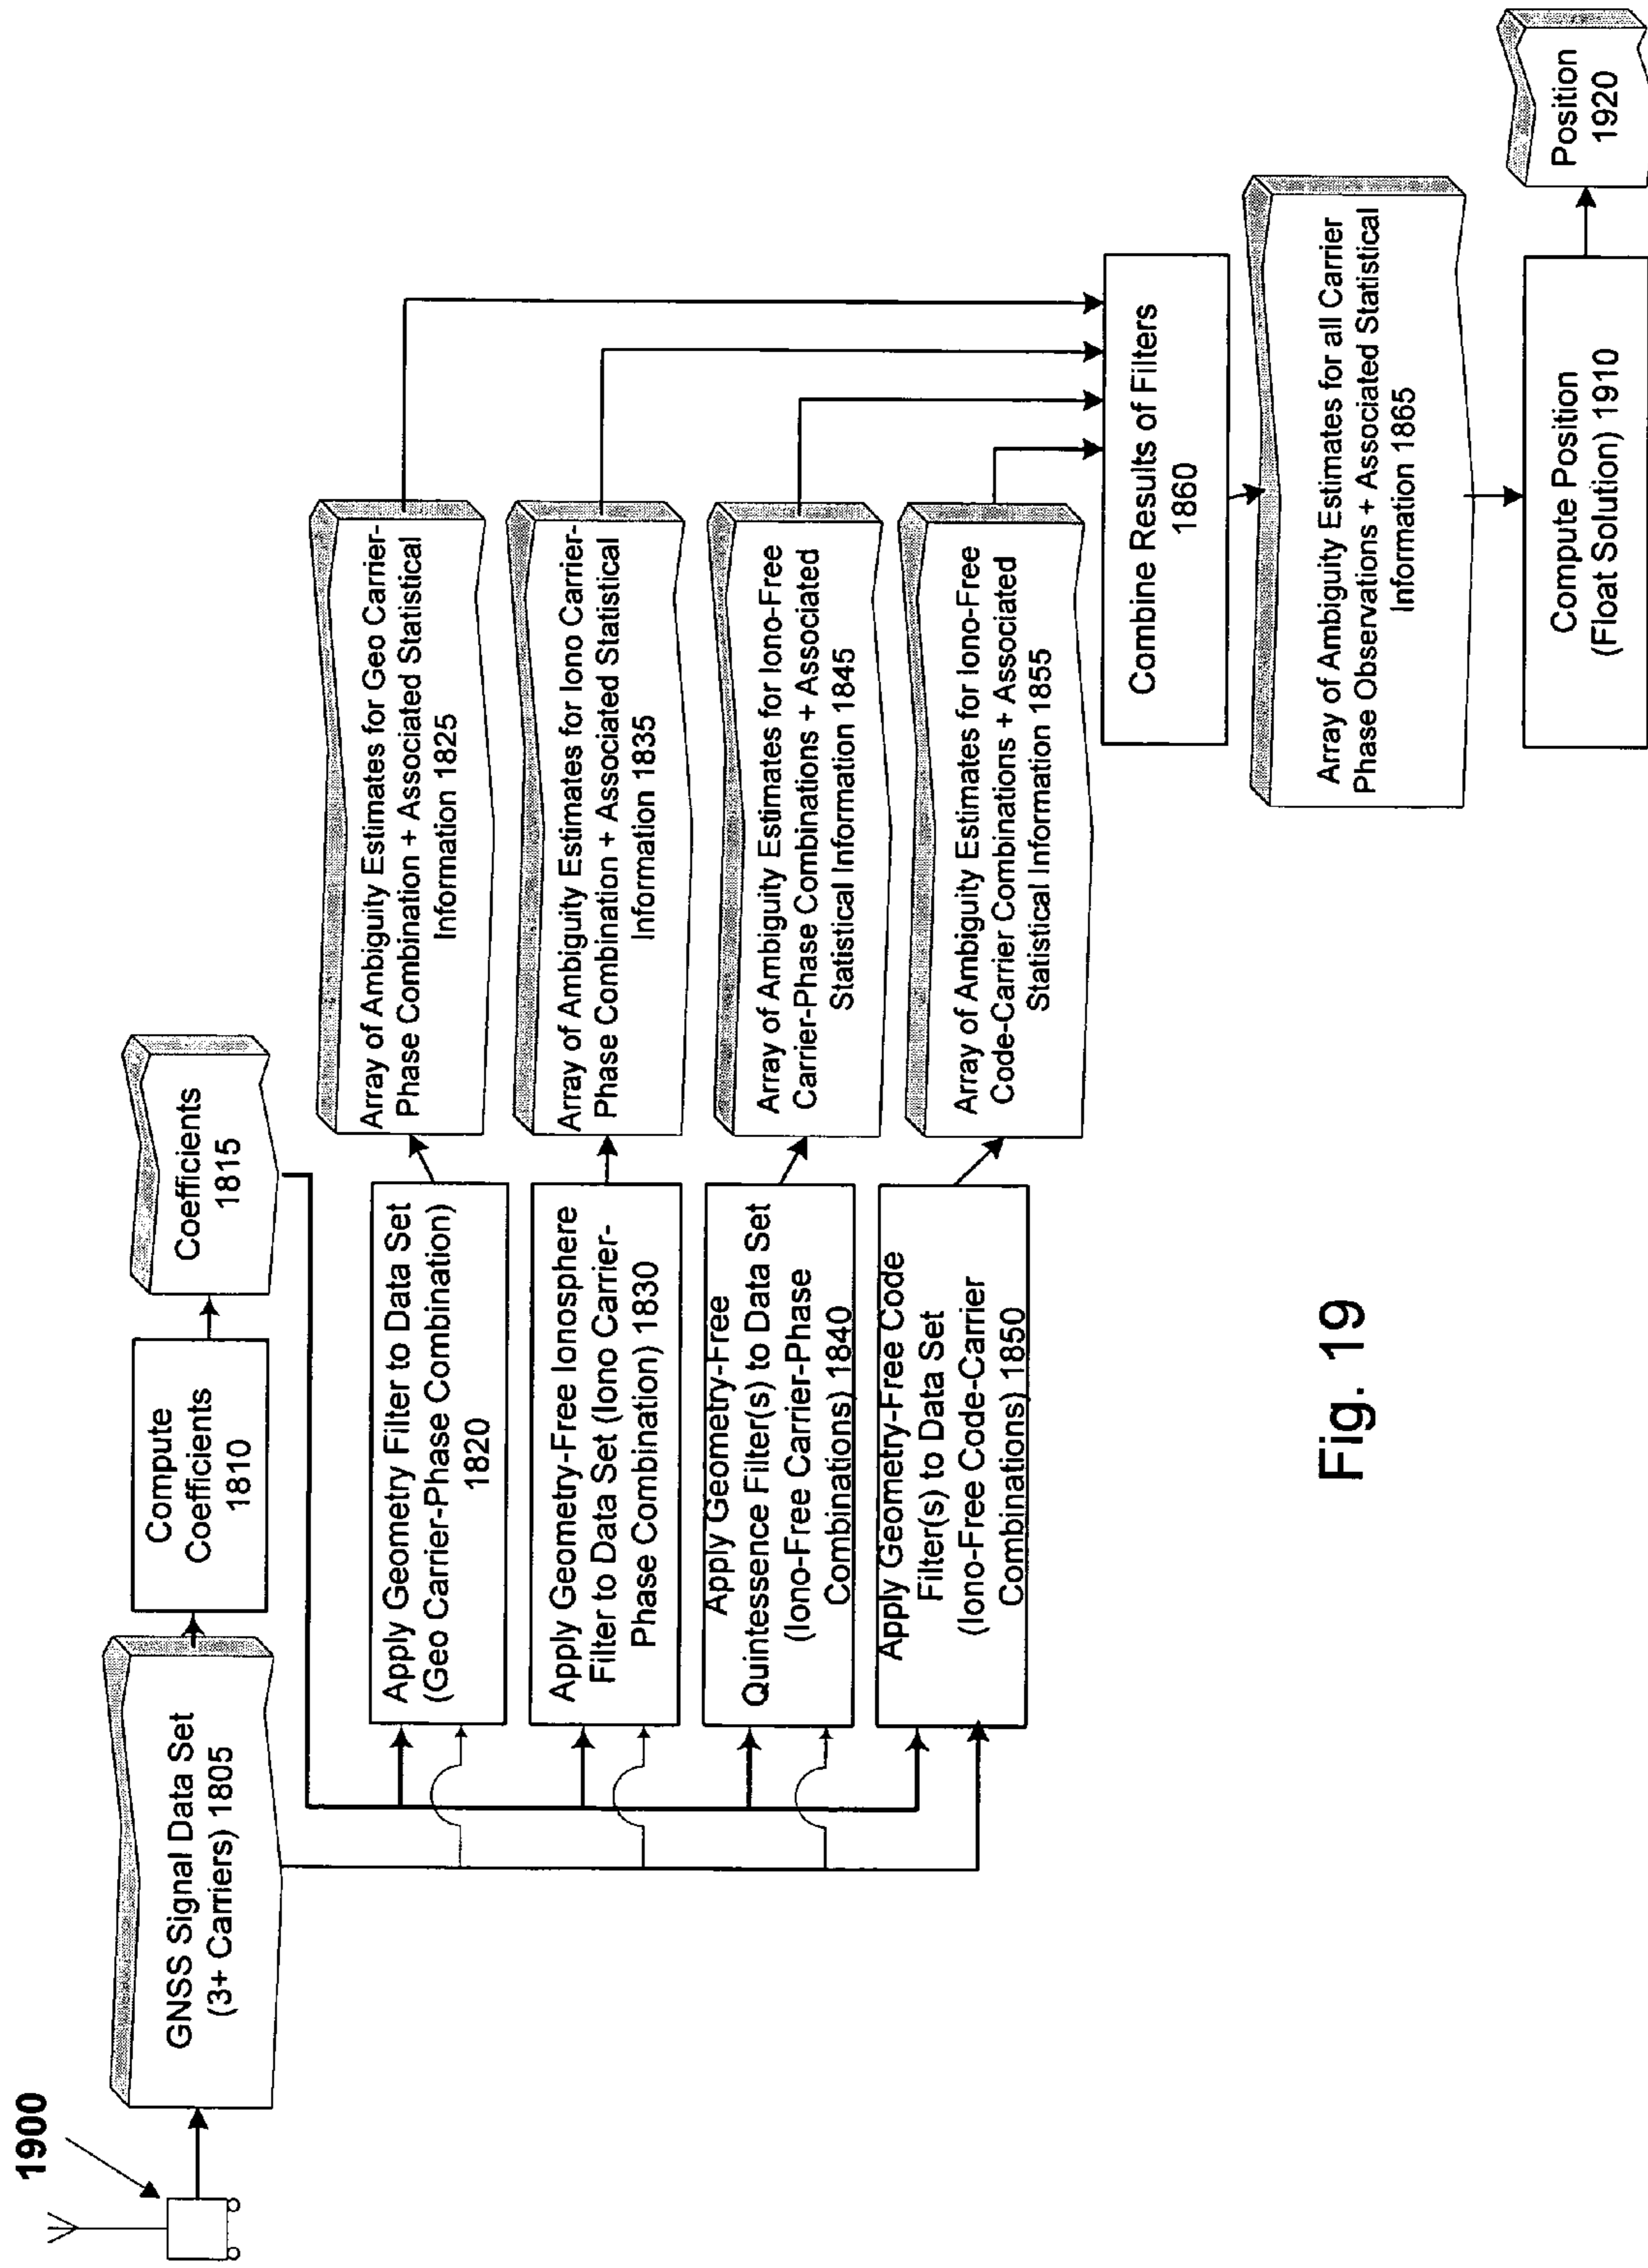 1900
GNSS Signal Data Set
(3+ Carriers) 1805
Compute
Coefficients
1810
Coefficients
1815
Apply Geometry Filter to Data Set
(Geo Carrier-Phase Combination)
1820
Array of Ambiguity Estimates for Geo Carrier-
Phase Combination + Associated Statistical
Information 1825
Apply Geometry-Free Ionosphere
Filter to Data Set (Iono Carrier-
Phase Combination) 1830
Array of Ambiguity Estimates for Iono Carrier-
Phase Combination + Associated Statistical
Information 1835
Apply Geometry-Free
Quintessence Filter(s) to Data Set
(Iono-Free Carrier-Phase
Combinations) 1840
Array of Ambiguity Estimates for Iono-Free
Carrier-Phase Combinations + Associated
Statistical Information 1845
Apply Geometry-Free Code
Filter(s) to Data Set
(Iono-Free Code-Carrier
Combinations) 1850
Array of Ambiguity Estimates for Iono-Free
Code-Carrier Combinations + Associated
Statistical Information 1855
Combine Results of Filters
1860
Array of Ambiguity Estimates for all Carrier
Phase Observations + Associated Statistical
Information 1865
Compute Position
(Float Solution) 1910
Position
1920
Fig. 19